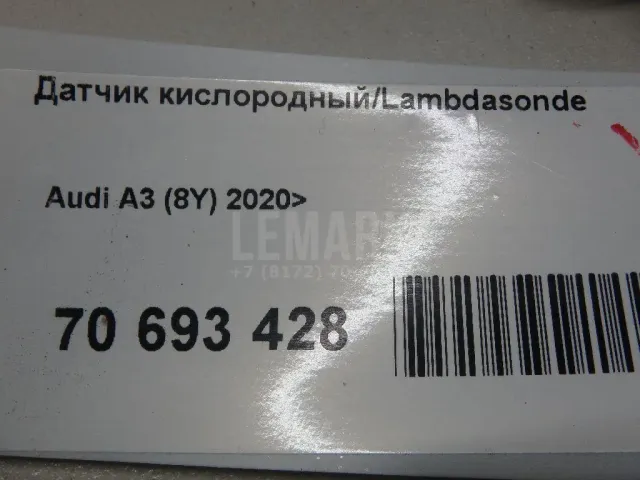 Датчик кислородный/Lambdasonde
Audi A3 (8Y) 2020>
70 693 428